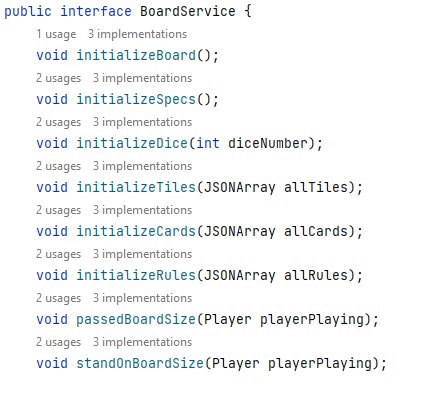 public interface BoardService {
1 usage 3 implementations
void initializeBoard();
2 usages 3 implementations
void initializeSpecs();
2 usages 3 implementations
void initializeDice(int diceNumber);
2 usages 3 implementations
void initializeTiles(JSONArray allTiles);
2 usages 3 implementations
void initializeCards(JSONArray allCards);
2 usages 3 implementations
void initializeRules(JSONArray allRules);
2 usages 3 implementations
void passedBoardSize(Player playerPlaying);
2 usages 3 implementations
void standOnBoardSize(Player playerPlaying);